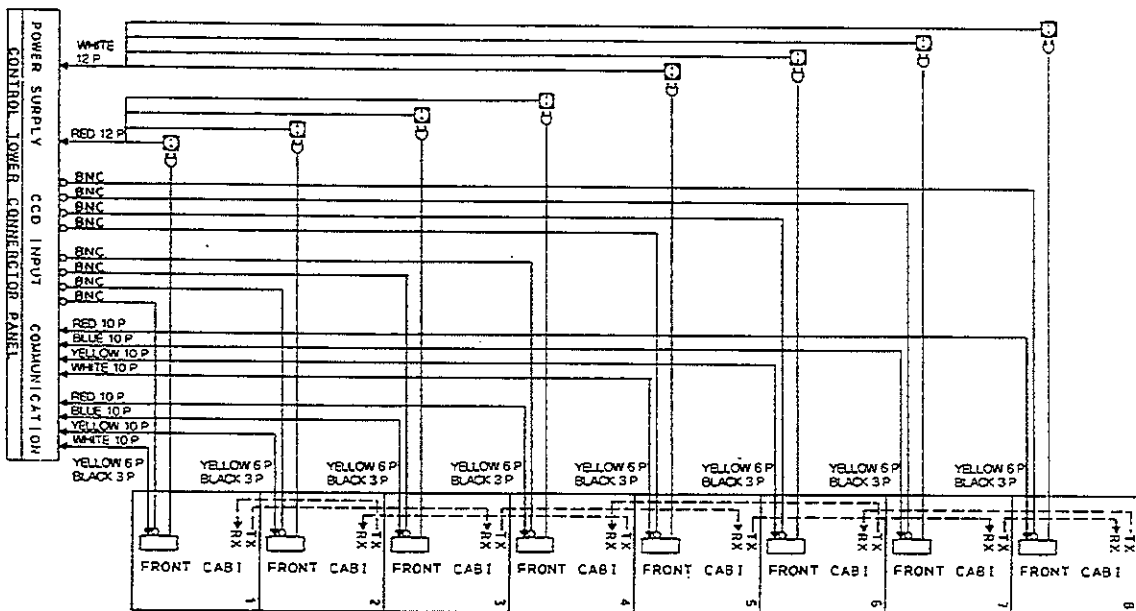 POWER SUPPLY
CCD INPUT
COMMUNICATION
CONTROL TOWER CONNERCTOR PANEL
WHITE
12 P
RED 12 P
BNC
BNC
BNC
BNC
BNC
BNC
BNC
BNC
RED 10 P
BLUE 10 P
YELLOW 10 P
WHITE 10 P
RED 10 P
BLUE 10 P
YELLOW 10 P
WHITE 10 P
YELLOW 6 P
BLACK 3 P
YELLOW 6 P
BLACK 3 P
YELLOW 6 P
BLACK 3 P
YELLOW 6 P
BLACK 3 P
YELLOW 6 P
BLACK 3 P
YELLOW 6 P
BLACK 3 P
YELLOW 6 P
BLACK 3 P
YELLOW 6 P
BLACK 3 P
RX
TX
RX
TX
RX
TX
RX
TX
RX
TX
RX
TX
RX
TX
RX
TX
FRONT CABI
1
FRONT CABI
2
FRONT CABI
3
FRONT CABI
4
FRONT CABI
5
FRONT CABI
6
FRONT CABI
7
FRONT CABI
8